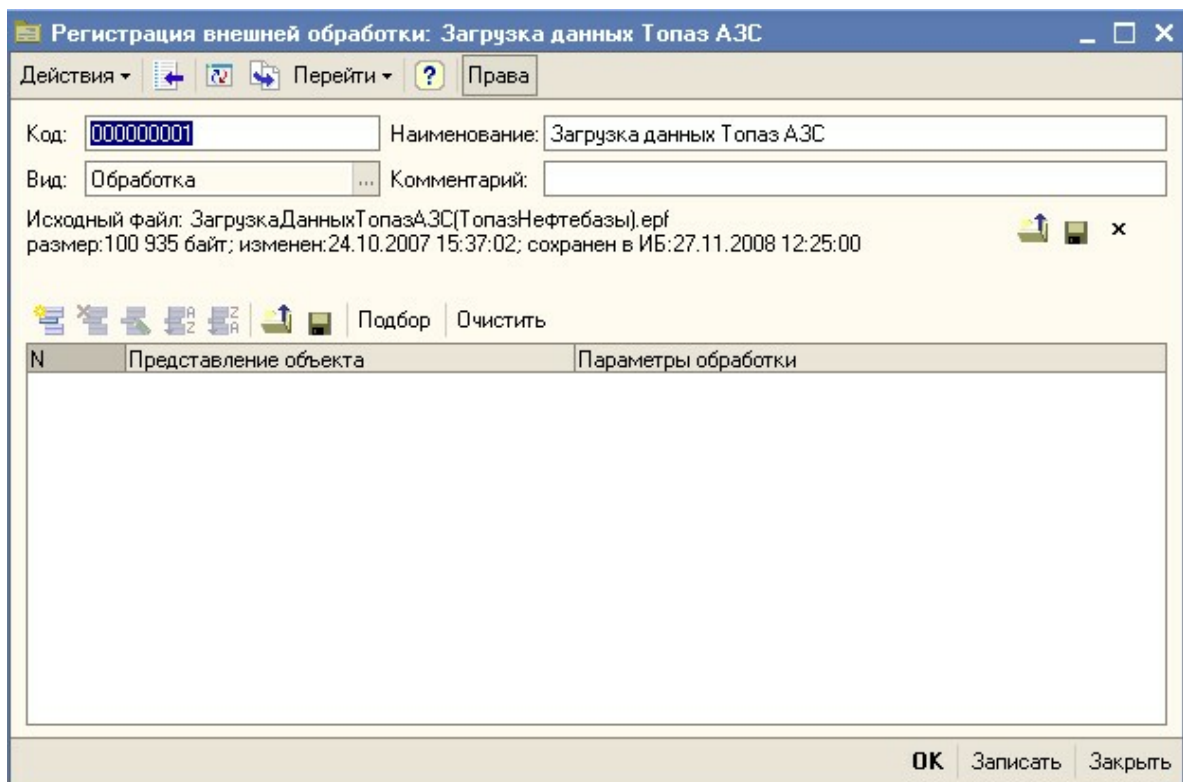 Регистрация внешней обработки: Загрузка данных Топаз АЗС
Действия Перейти ? Права
Код: 000000001 Наименование: Загрузка данных Топаз АЗС
Вид: Обработка ... Комментарий:
Исходный файл: ЗагрузкаДанныхТопазАЗС(ТопазНефтебазы).epf
размер:100 935 байт; изменен:24.10.2007 15:37:02; сохранен в ИБ:27.11.2008 12:25:00
Подбор Очистить
N Представление объекта Параметры обработки
OK Записать Закрыть